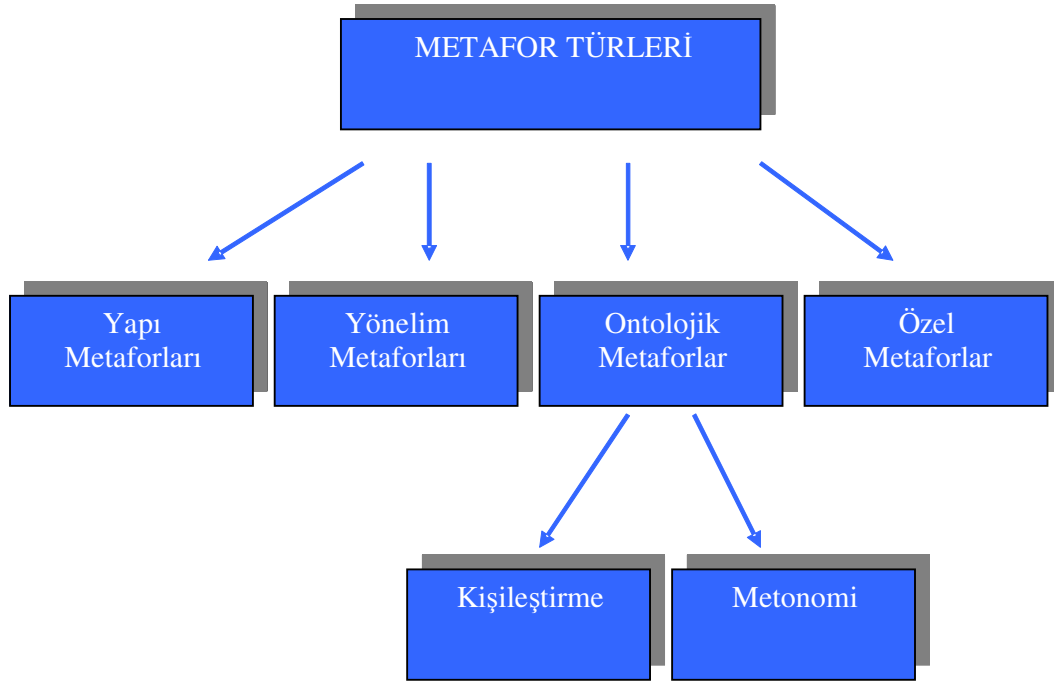 METAFOR TÜRLERİ
Yapı
Metaforları
Yönelim
Metaforları
Ontolojik
Metaforlar
Özel
Metaforlar
Kişileştirme
Metonomi